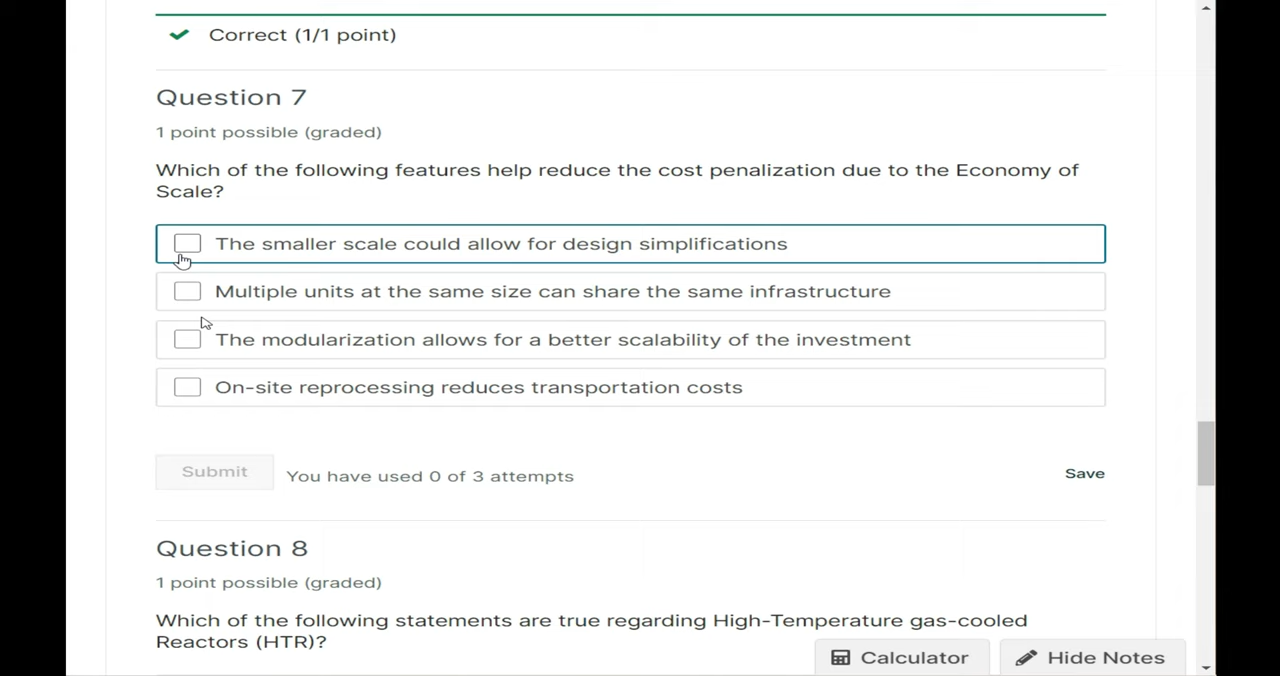 Correct (1/1 point)
Question 7
1 point possible (graded)
Which of the following features help reduce the cost penalization due to the Economy of
Scale?
The smaller scale could allow for design simplifications
Multiple units at the same size can share the same infrastructure
The modularization allows for a better scalability of the investment
On-site reprocessing reduces transportation costs
Submit
You have used 0 of 3 attempts
Save
Question 8
1 point possible (graded)
Which of the following statements are true regarding High-Temperature gas-cooled
Reactors (HTR)?
Calculator
Hide Notes